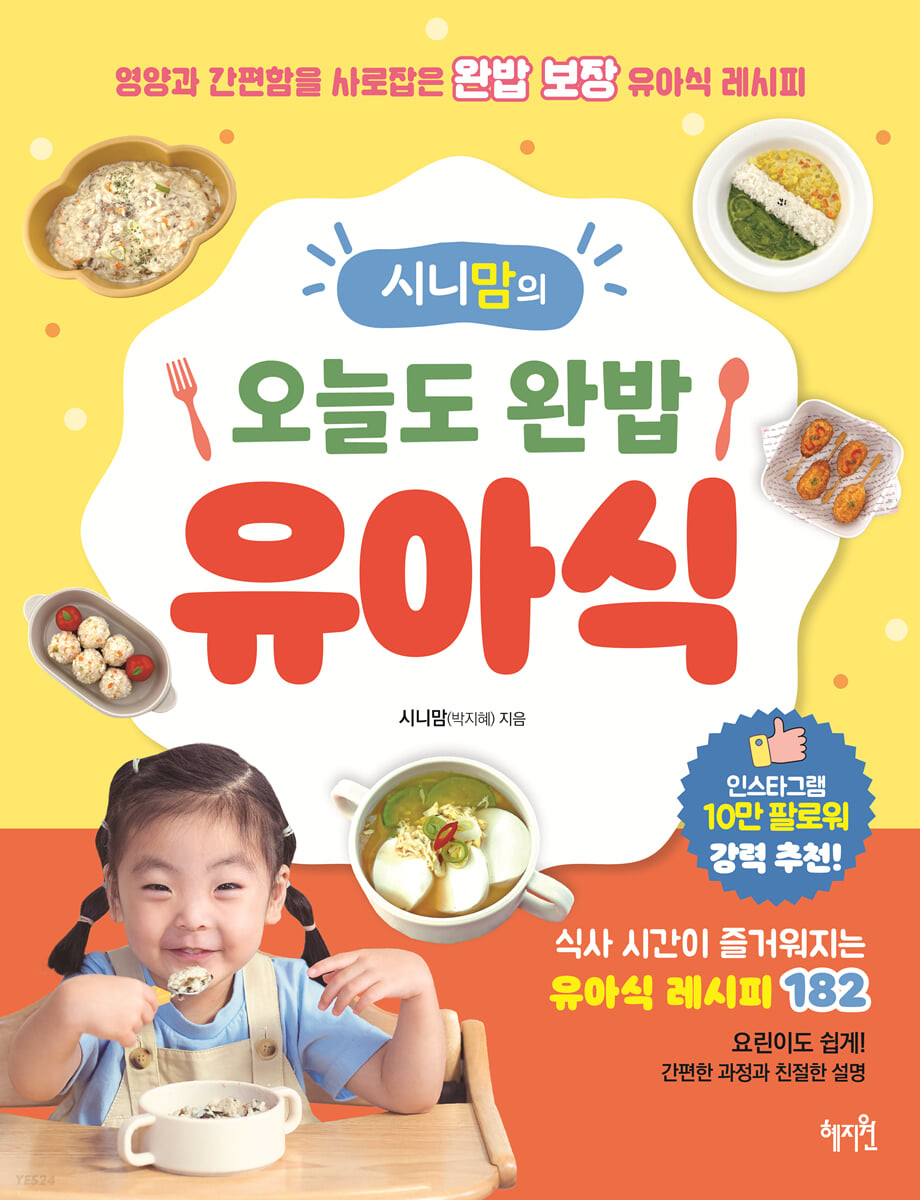 영양과 간편함을 사로잡은 완밥 보장 유아식 레시피
시니맘의
오늘도 완밥
유아식
시니맘(박지혜) 지음
인스타그램
10만 팔로워
강력 추천!
식사 시간이 즐거워지는
유아식 레시피 182
요린이도 쉽게!
간편한 과정과 친절한 설명
혜지원
YES24